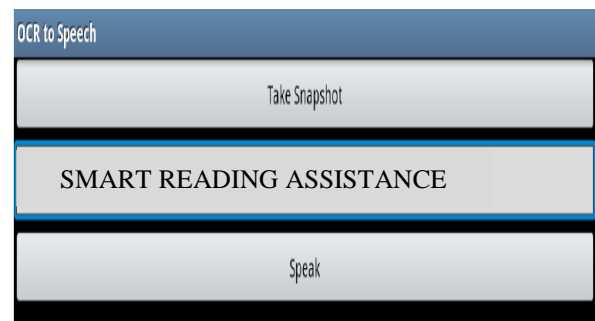 OCR to Speech
Take Snapshot
SMART READING ASSISTANCE
Speak